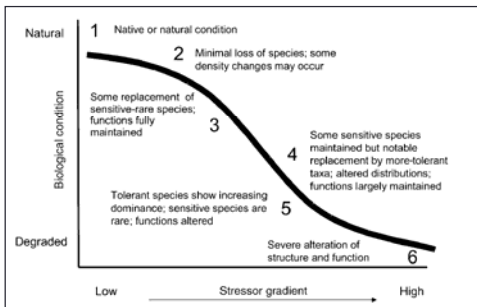 Natural
1 Native or natural condition
2 Minimal loss of species; some
density changes may occur
Some replacement of
sensitive-rare species;
functions fully
maintained
3
4
Some sensitive species
maintained but notable
replacement by more-tolerant
taxa; altered distributions;
functions largely maintained
Tolerant species show increasing
dominance; sensitive species are
rare; functions altered
5
Severe alteration of
structure and function
6
Biological condition
Degraded
Low Stressor gradient High